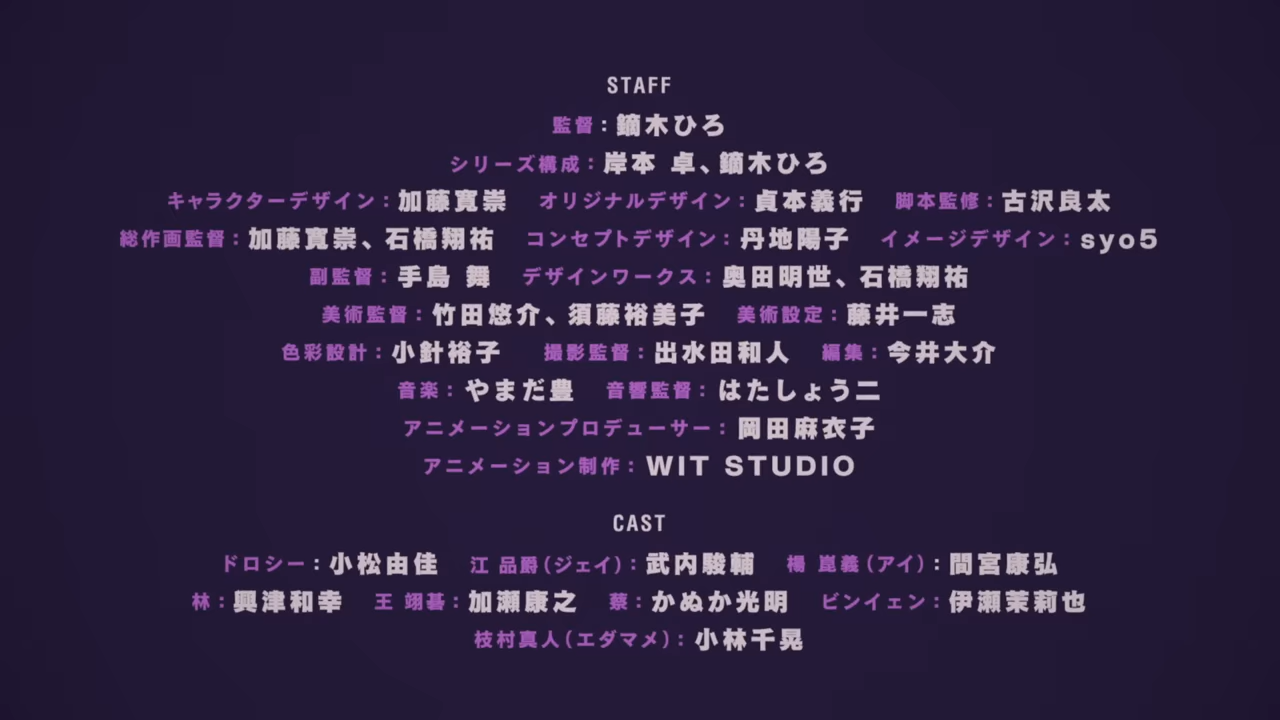 STAFF
監督：鏑木ひろ
シリーズ構成：岸本 卓、鏑木ひろ
キャラクターデザイン：加藤寛崇 オリジナルデザイン：貞本義行 脚本監修：古沢良太
総作画監督：加藤寛崇、石橋翔祐 コンセプトデザイン：丹地陽子 イメージデザイン：syo5
副監督：手島 舞 デザインワークス：奥田明世、石橋翔祐
美術監督：竹田悠介、須藤裕美子 美術設定：藤井一志
色彩設計：小針裕子 撮影監督：出水田和人 編集：今井大介
音楽：やまだ豊 音響監督：はたしょう二
アニメーションプロデューサー：岡田麻衣子
アニメーション制作：WIT STUDIO
CAST
ドロシー：小松由佳 江 品爵（ジェイ）：武内駿輔 楊 崑義（アイ）：間宮康弘
林：興津和幸 王 翊碁：加瀬康之 蔡：かぬか光明 ビンイェン：伊瀬茉莉也
枝村真人（エダマメ）：小林千晃